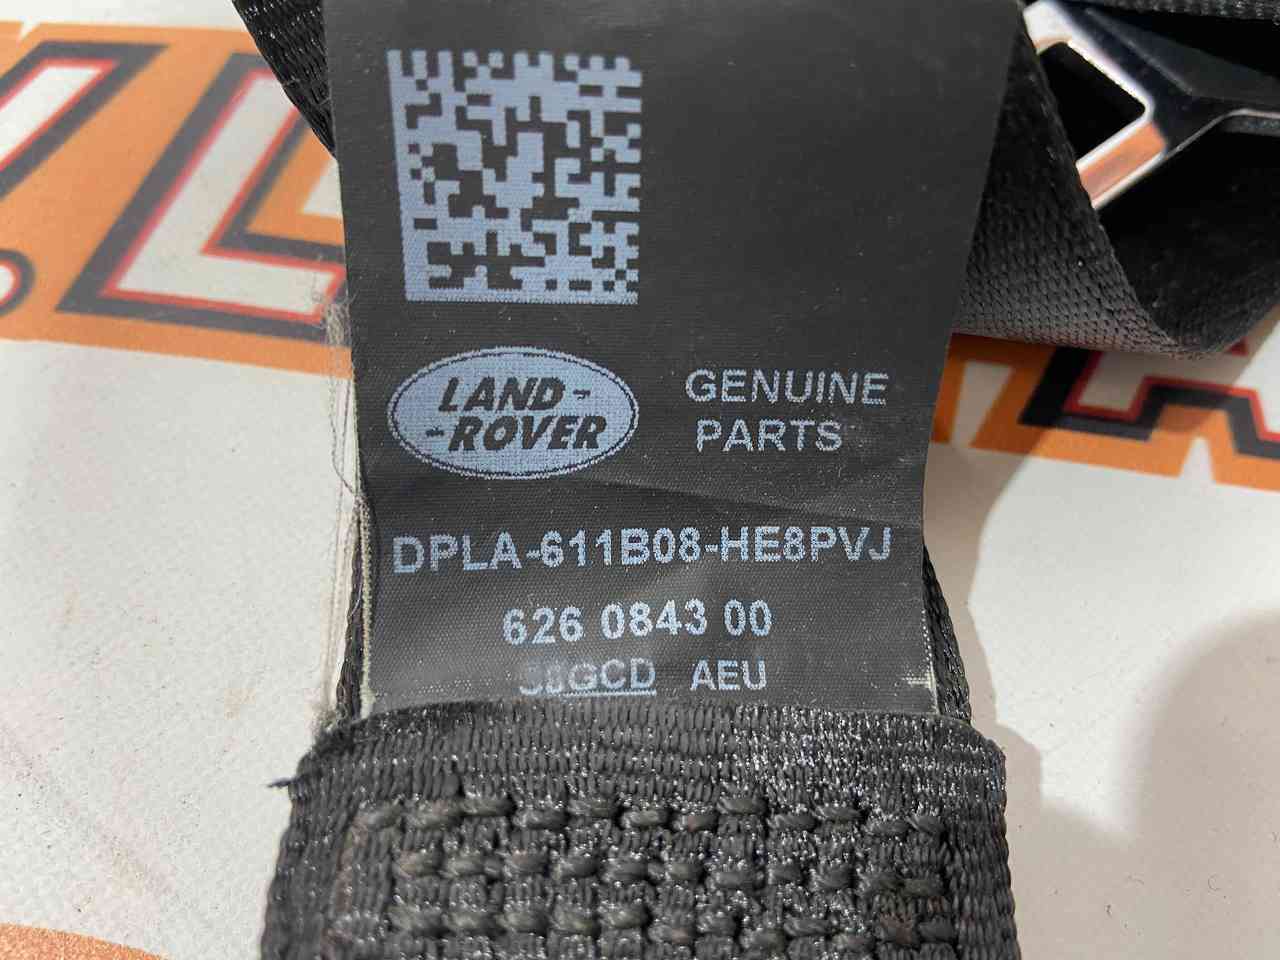 LAND-
-ROVER
GENUINE
PARTS
DPLA-611B08-HE8PVJ
626 0843 00
AEU